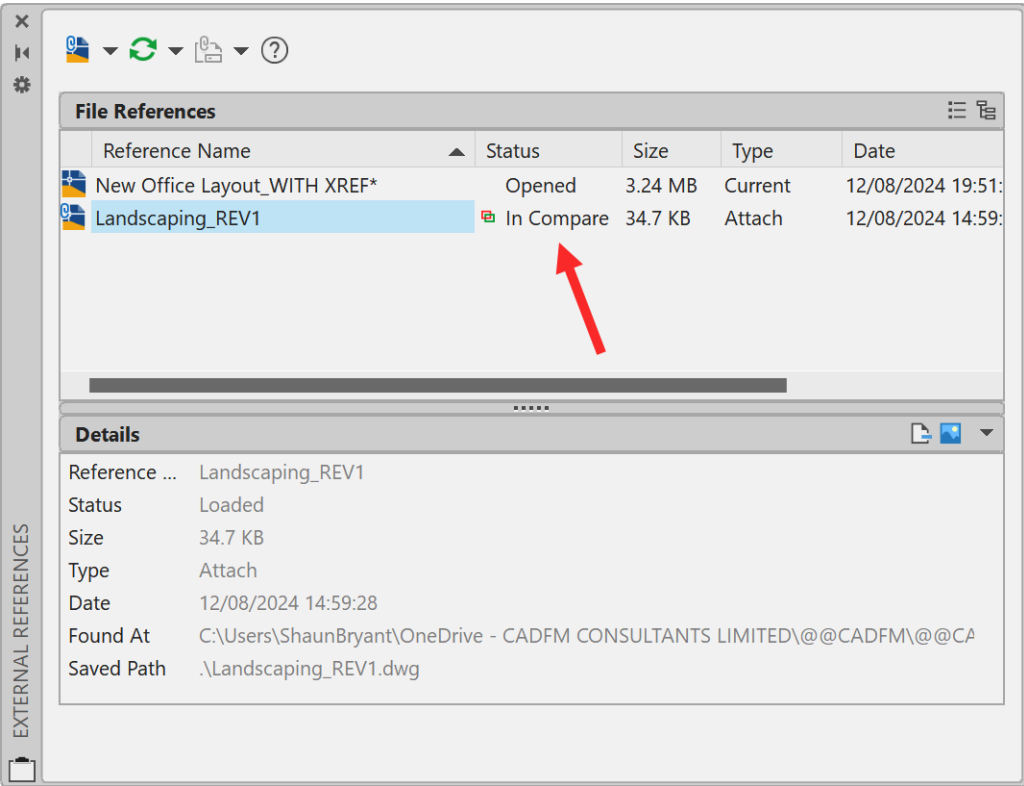 File References
Reference Name Status Size Type Date
New Office Layout_WITH XREF* Opened 3.24 MB Current 12/08/2024 19:51:
Landscaping_REV1 In Compare 34.7 KB Attach 12/08/2024 14:59:
Details
Reference ... Landscaping_REV1
Status Loaded
Size 34.7 KB
Type Attach
Date 12/08/2024 14:59:28
Found At C:\Users\ShaunBryant\OneDrive - CADFM CONSULTANTS LIMITED\@@CADFM\@@CA
Saved Path .\Landscaping_REV1.dwg
EXTERNAL REFERENCES